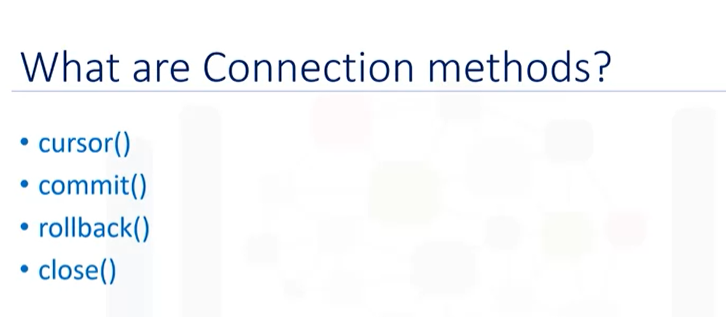 What are Connection methods?
• cursor()
• commit()
• rollback()
• close()